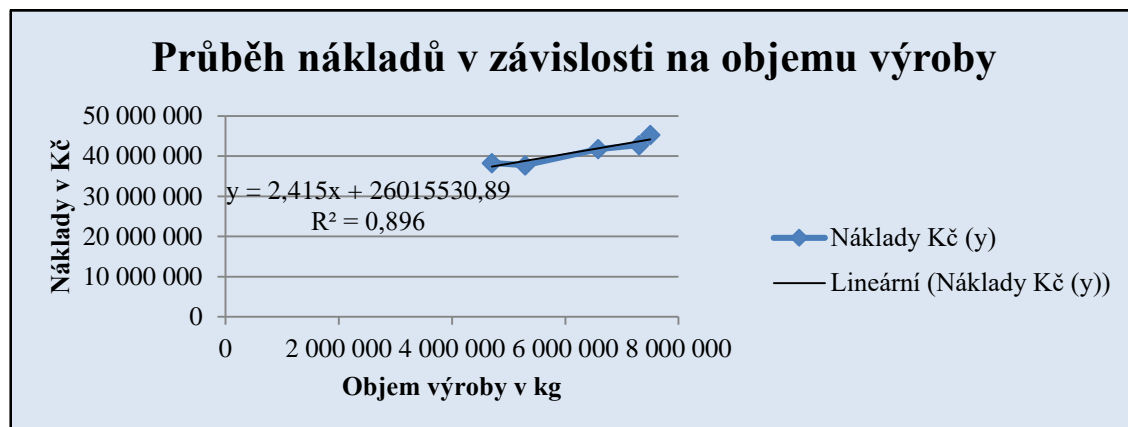 Průběh nákladů v závislosti na objemu výroby
Náklady v Kč
50 000 000
40 000 000
30 000 000
20 000 000
10 000 000
0
y = 2,415x + 26015530,89
R² = 0,896
0 2 000 000 4 000 000 6 000 000 8 000 000
Objem výroby v kg
Náklady Kč (y)
Lineární (Náklady Kč (y))